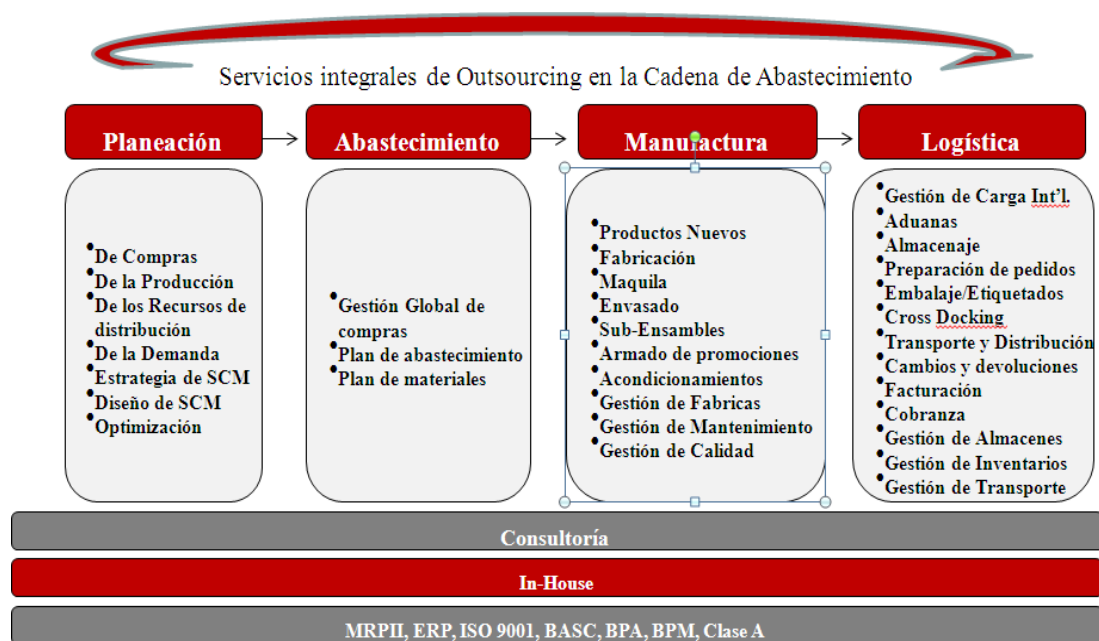 Servicios integrales de Outsourcing en la Cadena de Abastecimiento
Planeación
Abastecimiento
Manufactura
Logística
•De Compras
•De la Producción
•De los Recursos de
distribución
•De la Demanda
•Estrategia de SCM
•Diseño de SCM
•Optimización
•Gestión Global de
compras
•Plan de abastecimiento
•Plan de materiales
•Productos Nuevos
•Fabricación
•Maquila
•Envasado
•Sub-Ensambles
•Armado de promociones
•Acondicionamientos
•Gestión de Fabricas
•Gestión de Mantenimiento
•Gestión de Calidad
•Gestión de Carga Int’l.
•Aduanas
•Almacenaje
•Preparación de pedidos
•Embalaje/Etiquetados
•Cross Docking
•Transporte y Distribución
•Cambios y devoluciones
•Facturación
•Cobranza
•Gestión de Almacenes
•Gestión de Inventarios
•Gestión de Transporte
Consultoría
In-House
MRPII, ERP, ISO 9001, BASC, BPA, BPM, Clase A